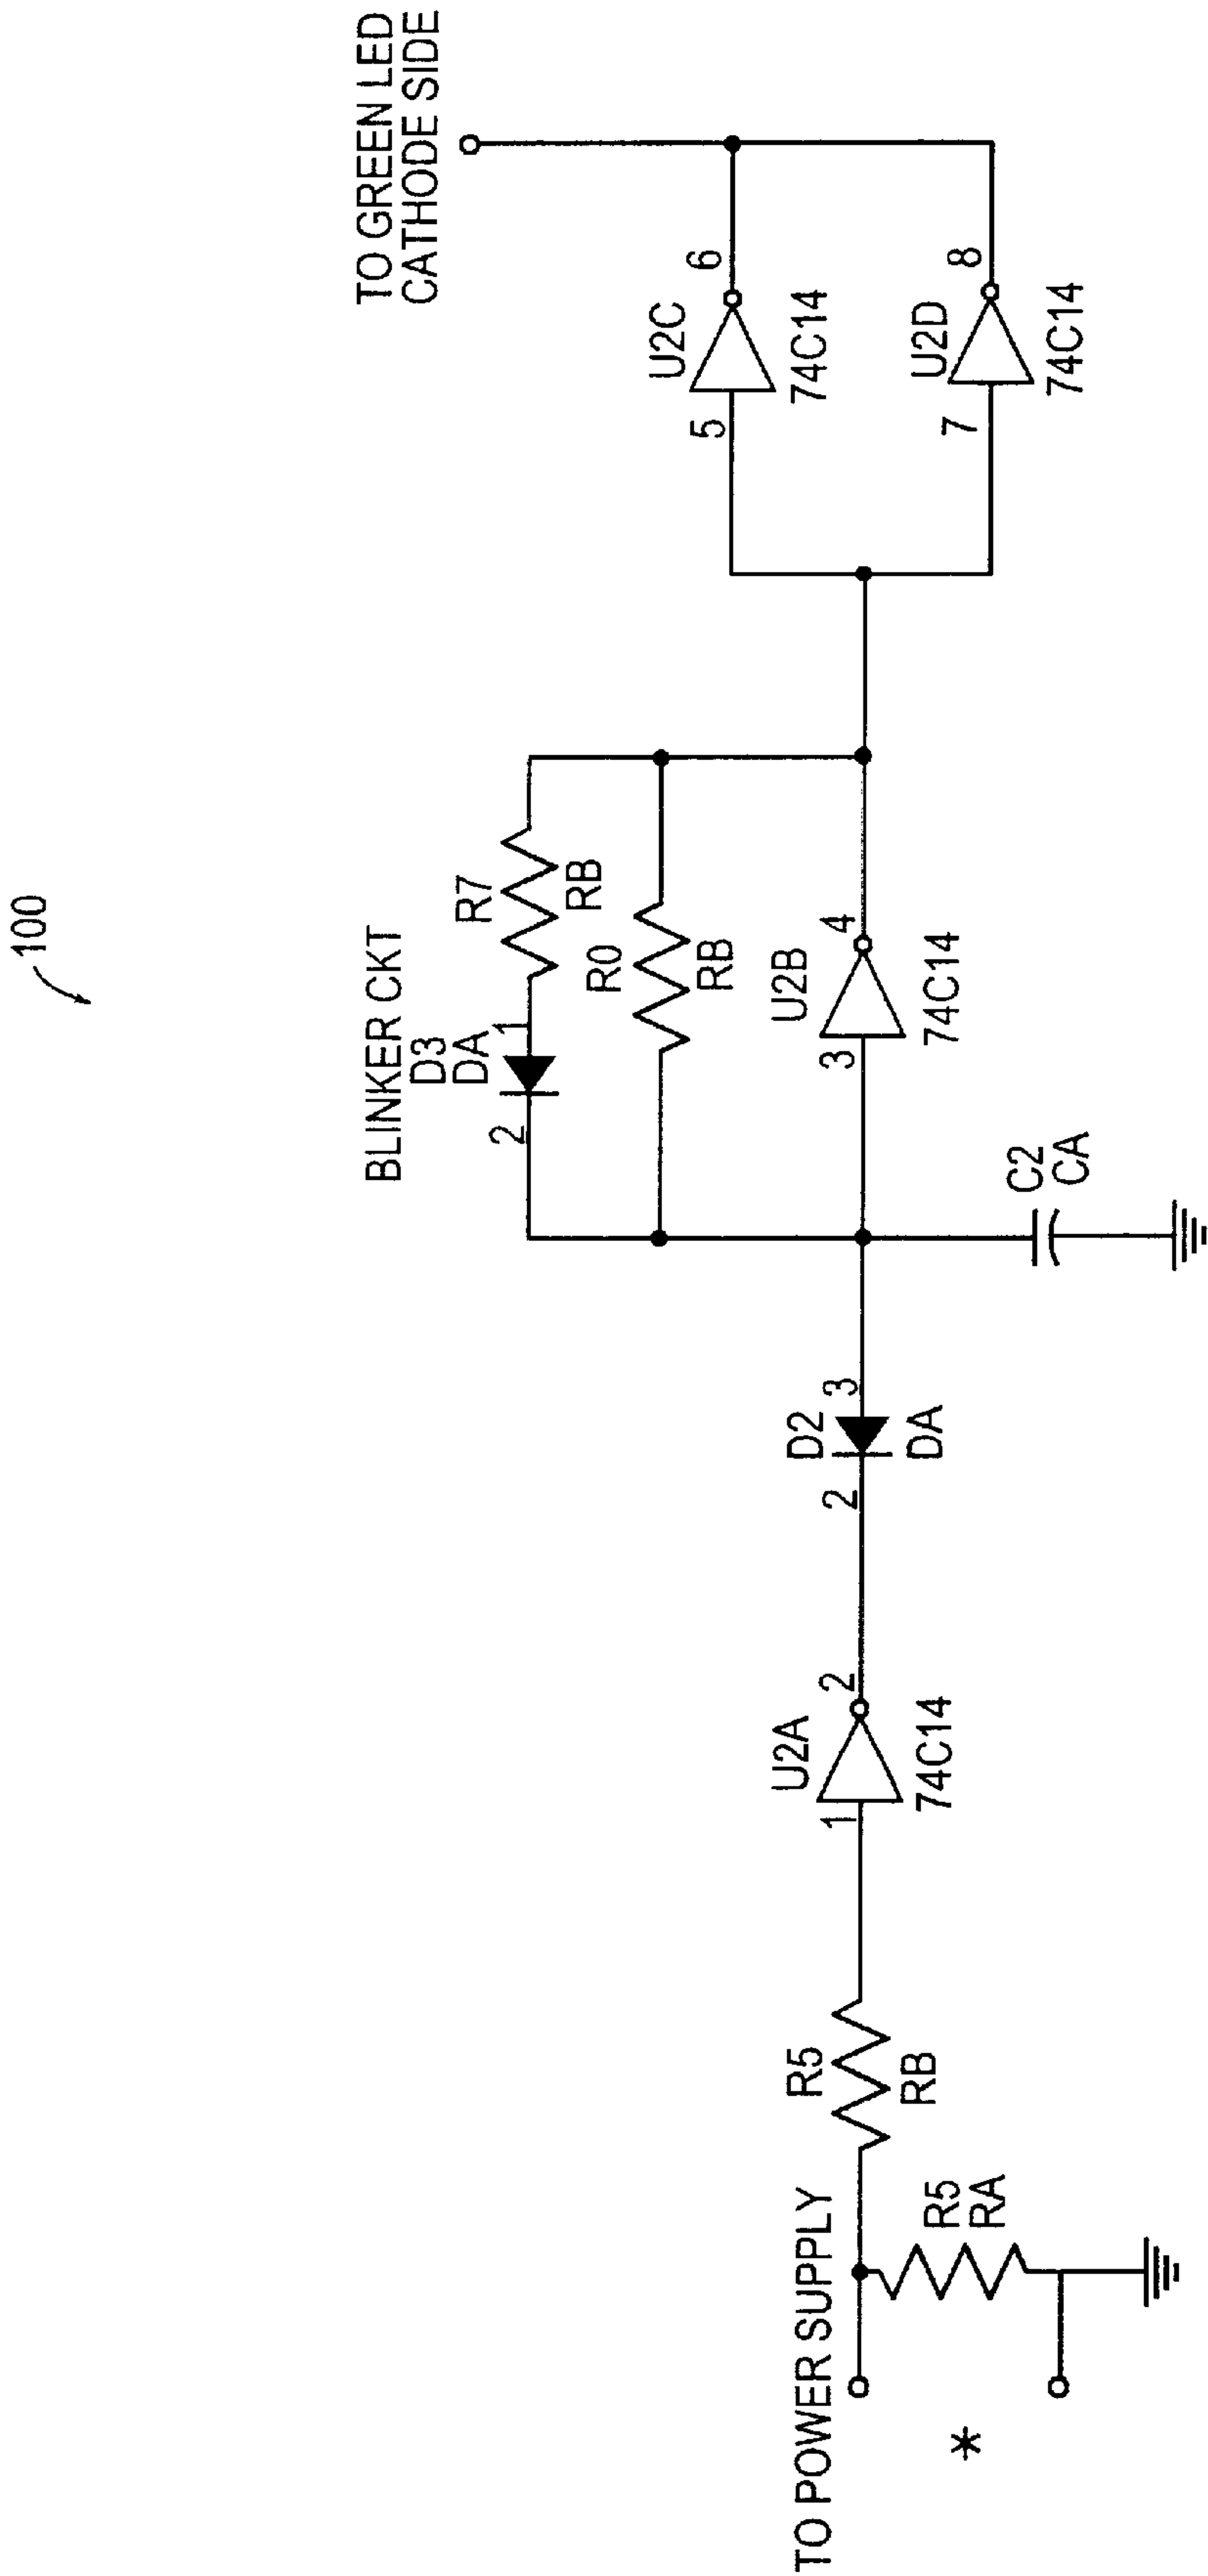 100
TO GREEN LED
CATHODE SIDE
BLINKER CKT
D3
DA
2
1
R7
RB
R0
RB
U2B
3
4
74C14
U2C
5
6
74C14
U2D
7
8
74C14
C2
CA
D2
2
3
DA
U2A
1
2
74C14
R5
RB
TO POWER SUPPLY
R5
RA
*